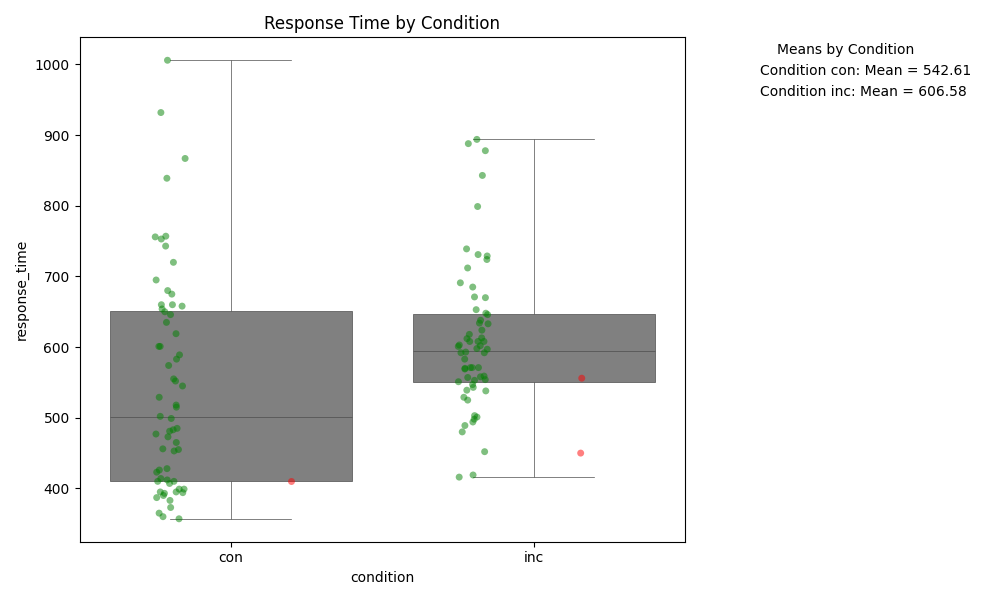 Response Time by Condition
Means by Condition
Condition con: Mean = 542.61
Condition inc: Mean = 606.58
1000
900
800
700
600
500
400
response_time
con inc
condition